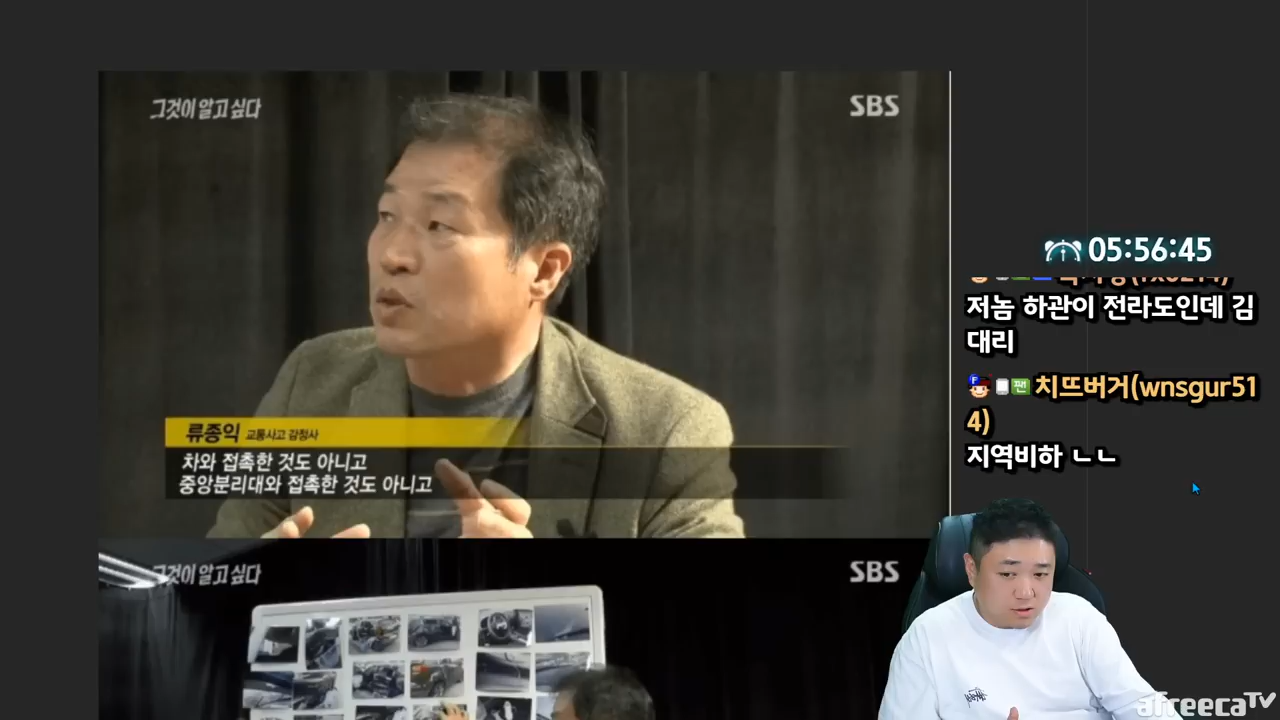 그것이 알고 싶다
SBS
류종익 교통사고 감정사
차와 접촉한 것도 아니고
중앙분리대와 접촉한 것도 아니고
그것이 알고 싶다
SBS
05:56:45
저놈 하관이 전라도인데 김
대리
치뜨버거(wnsgur51
4)
지역비하 ㄴㄴ
afreecaTV